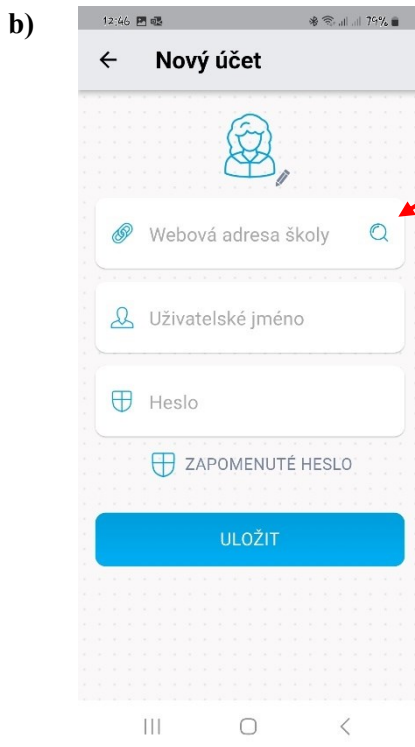 b)
12:46 79%
Nový účet
Webová adresa školy
Uživatelské jméno
Heslo
ZAPOMENUTÉ HESLO
ULOŽIT